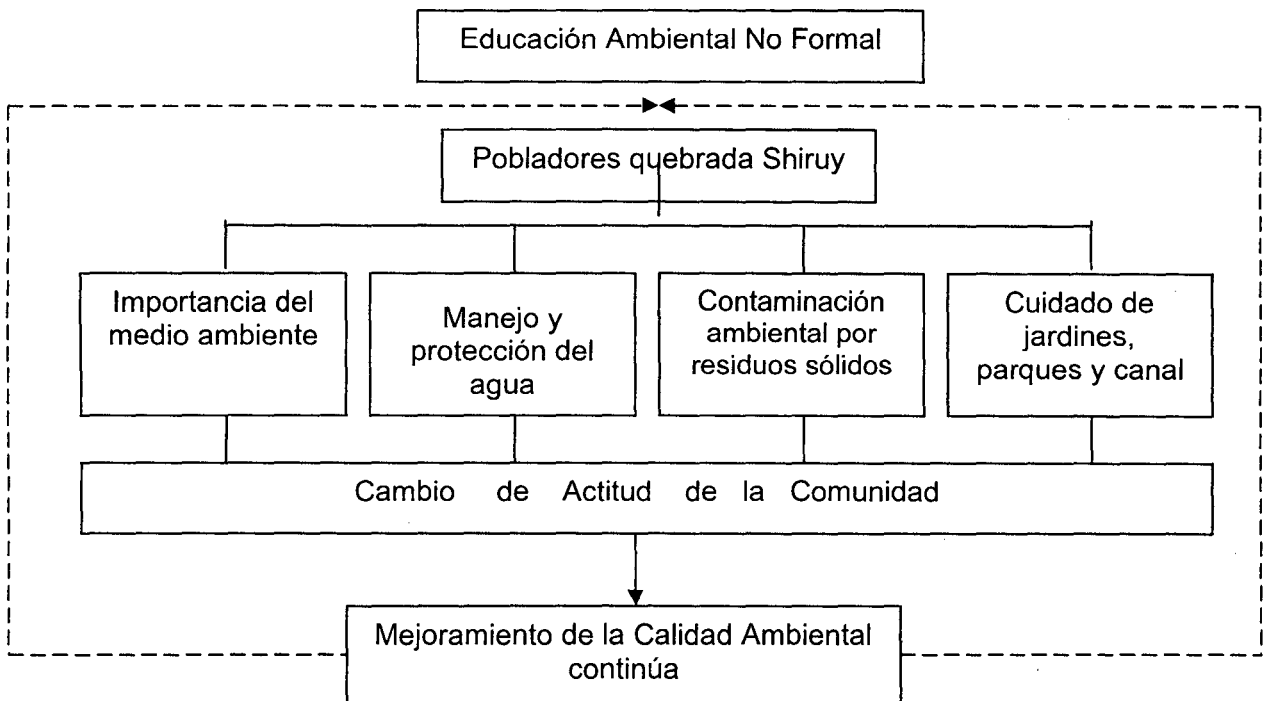 Educación Ambiental No Formal
Pobladores quebrada Shiruy
Importancia del
medio ambiente
Manejo y
protección del
agua
Contaminación
ambiental por
residuos sólidos
Cuidado de
jardines,
parques y canal
Cambio de Actitud de la Comunidad
Mejoramiento de la Calidad Ambiental
continúa